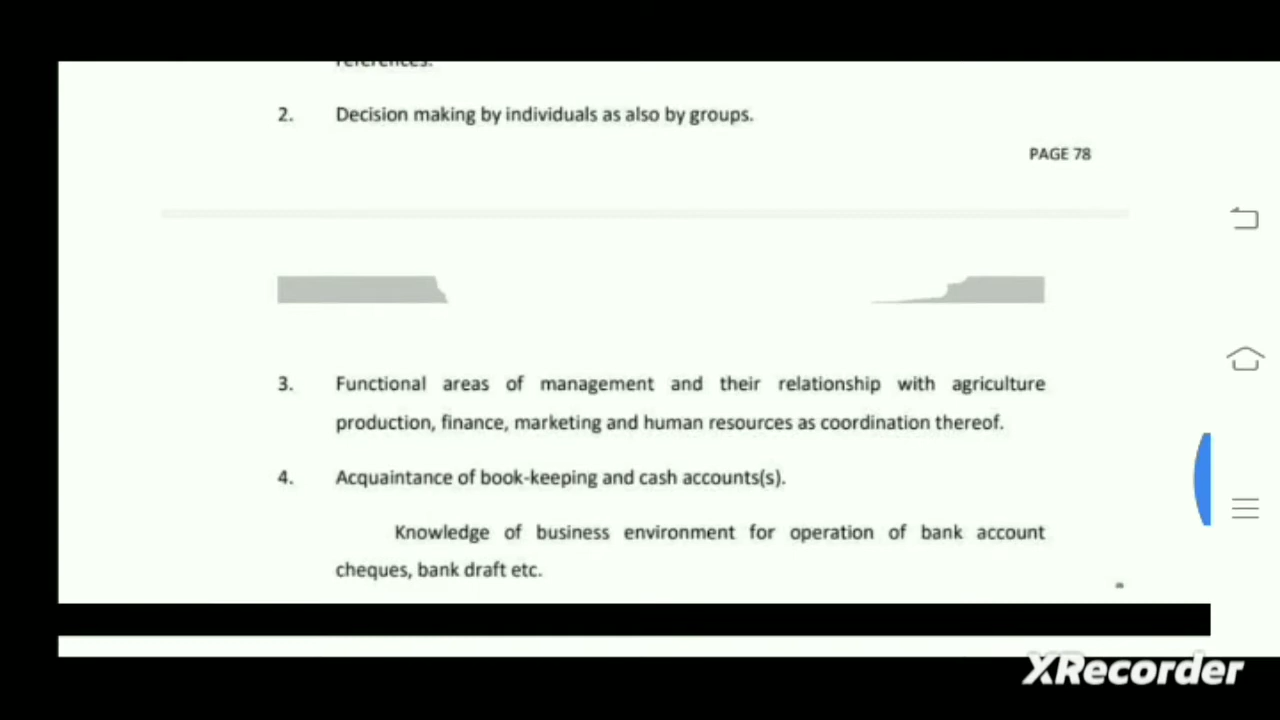 references.
2. Decision making by individuals as also by groups.
PAGE 78
3. Functional areas of management and their relationship with agriculture
production, finance, marketing and human resources as coordination thereof.
4. Acquaintance of book-keeping and cash accounts(s).
Knowledge of business environment for operation of bank account
cheques, bank draft etc.
XRecorder